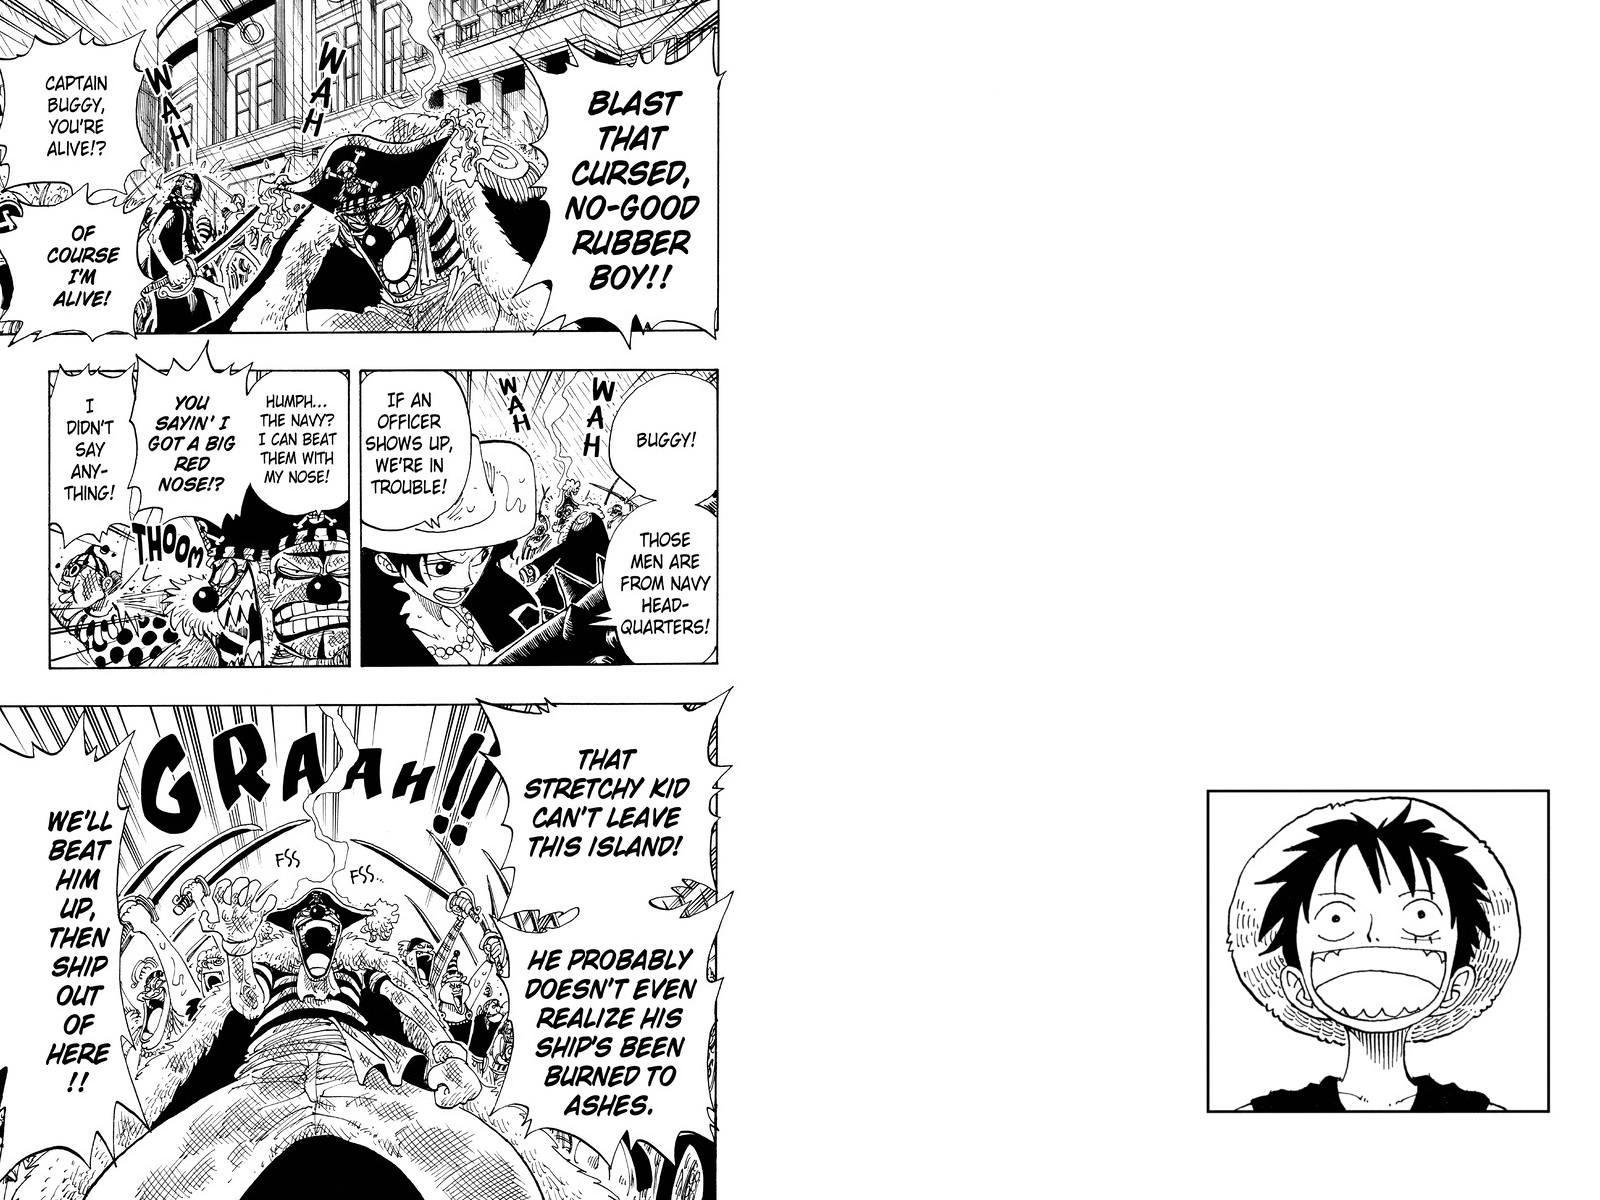 BLAST
THAT
CURSED,
NO-GOOD
RUBBER
BOY!!
WAH
WAH
CAPTAIN
BUGGY,
YOU'RE
ALIVE!?
OF
COURSE
I'M
ALIVE!
BUGGY!
THOSE
MEN ARE
FROM NAVY
HEAD-
QUARTERS!
WAH
WAH
IF AN
OFFICER
SHOWS UP,
WE'RE IN
TROUBLE!
HUMPH...
THE NAVY?
I CAN BEAT
THEM WITH
MY NOSE!
YOU
SAYIN' I
GOT A BIG
RED
NOSE!?
THOOM
I
DIDN'T
SAY
ANY-
THING!
THAT
STRETCHY KID
CAN'T LEAVE
THIS ISLAND!
HE PROBABLY
DOESN'T EVEN
REALIZE HIS
SHIP'S BEEN
BURNED TO
ASHES.
GRAAH!!
FSS
FSS...
WE'LL
BEAT
HIM
UP,
THEN
SHIP
OUT
OF
HERE
!!